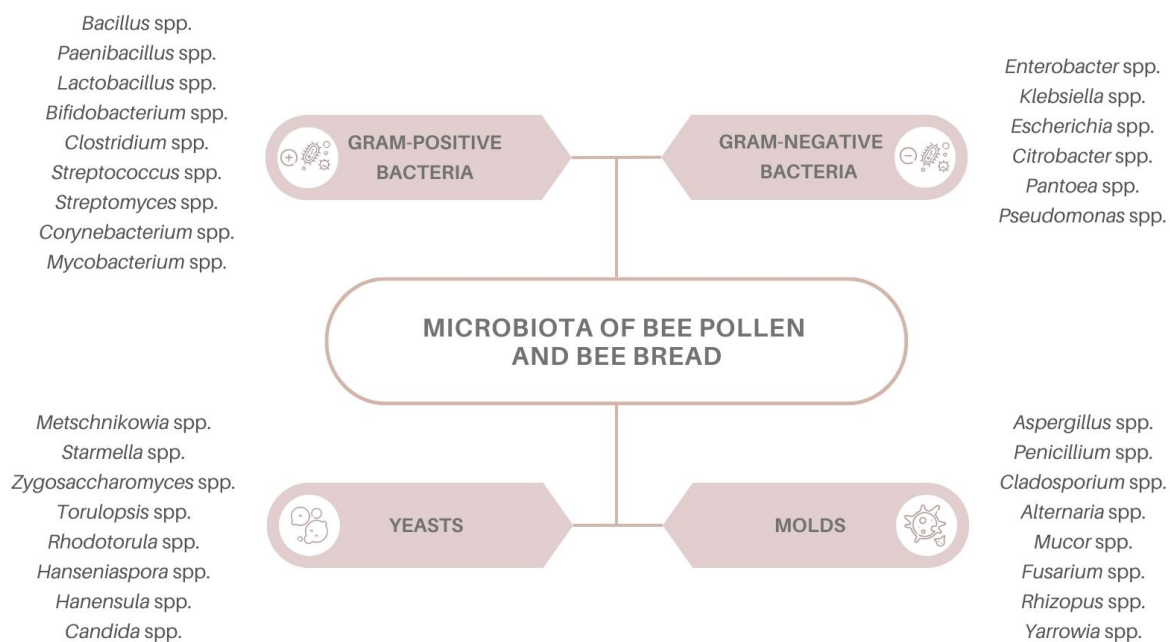 Bacillus spp.
Paenibacillus spp.
Lactobacillus spp.
Bifidobacterium spp.
Clostridium spp.
Streptococcus spp.
Streptomyces spp.
Corynebacterium spp.
Mycobacterium spp.
GRAM-POSITIVE
BACTERIA
GRAM-NEGATIVE
BACTERIA
Enterobacter spp.
Klebsiella spp.
Escherichia spp.
Citrobacter spp.
Pantoea spp.
Pseudomonas spp.
MICROBIOTA OF BEE POLLEN
AND BEE BREAD
Metschnikowia spp.
Starmella spp.
Zygosaccharomyces spp.
Torulopsis spp.
Rhodotorula spp.
Hanseniaspora spp.
Hanensula spp.
Candida spp.
YEASTS
MOLDS
Aspergillus spp.
Penicillium spp.
Cladosporium spp.
Alternaria spp.
Mucor spp.
Fusarium spp.
Rhizopus spp.
Yarrowia spp.